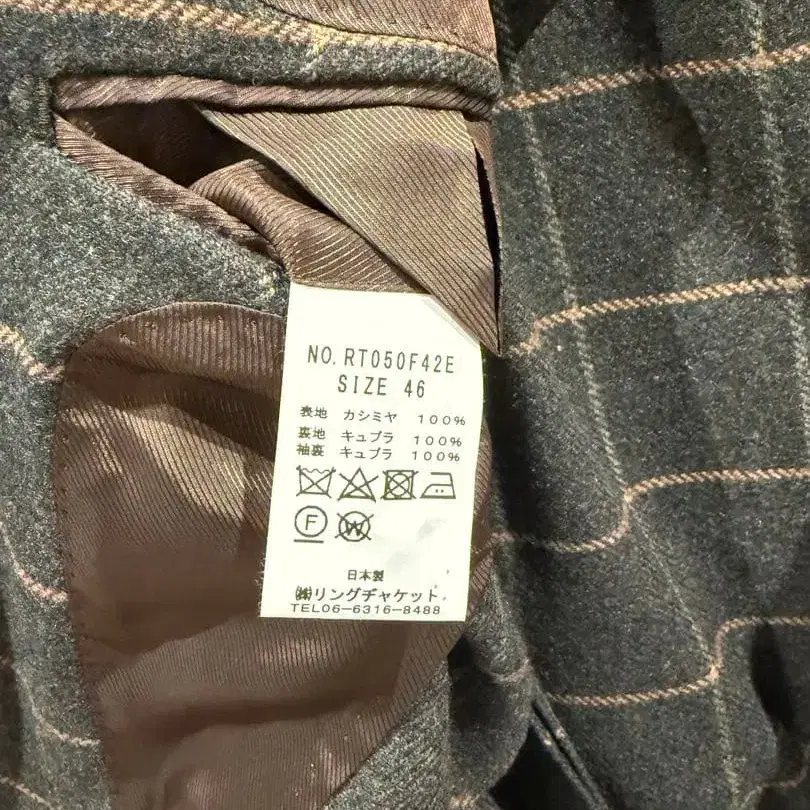 NO. RT050F42E
SIZE 46
表地 カシミヤ 100%
裏地 キュプラ 100%
袖裏 キュプラ 100%
F
W
日本製
㈱リングヂャケット
TEL06-6316-8488